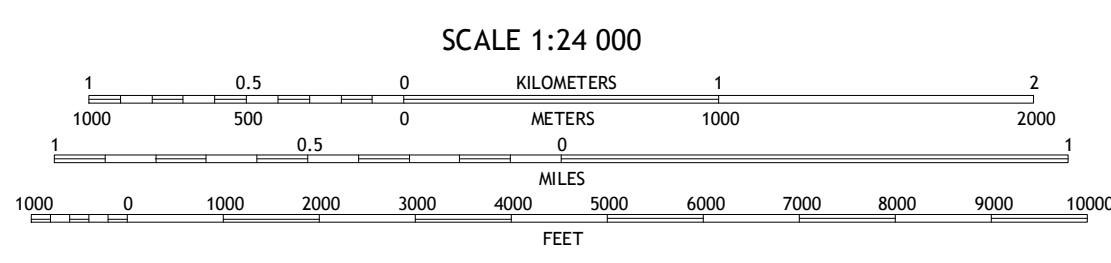 SCALE 1:24 000
1 0.5 0 KILOMETERS 1 2
1000 500 0 METERS 1000 2000
1 0.5 0 1
MILES
1000 0 1000 2000 3000 4000 5000 6000 7000 8000 9000 10000
FEET